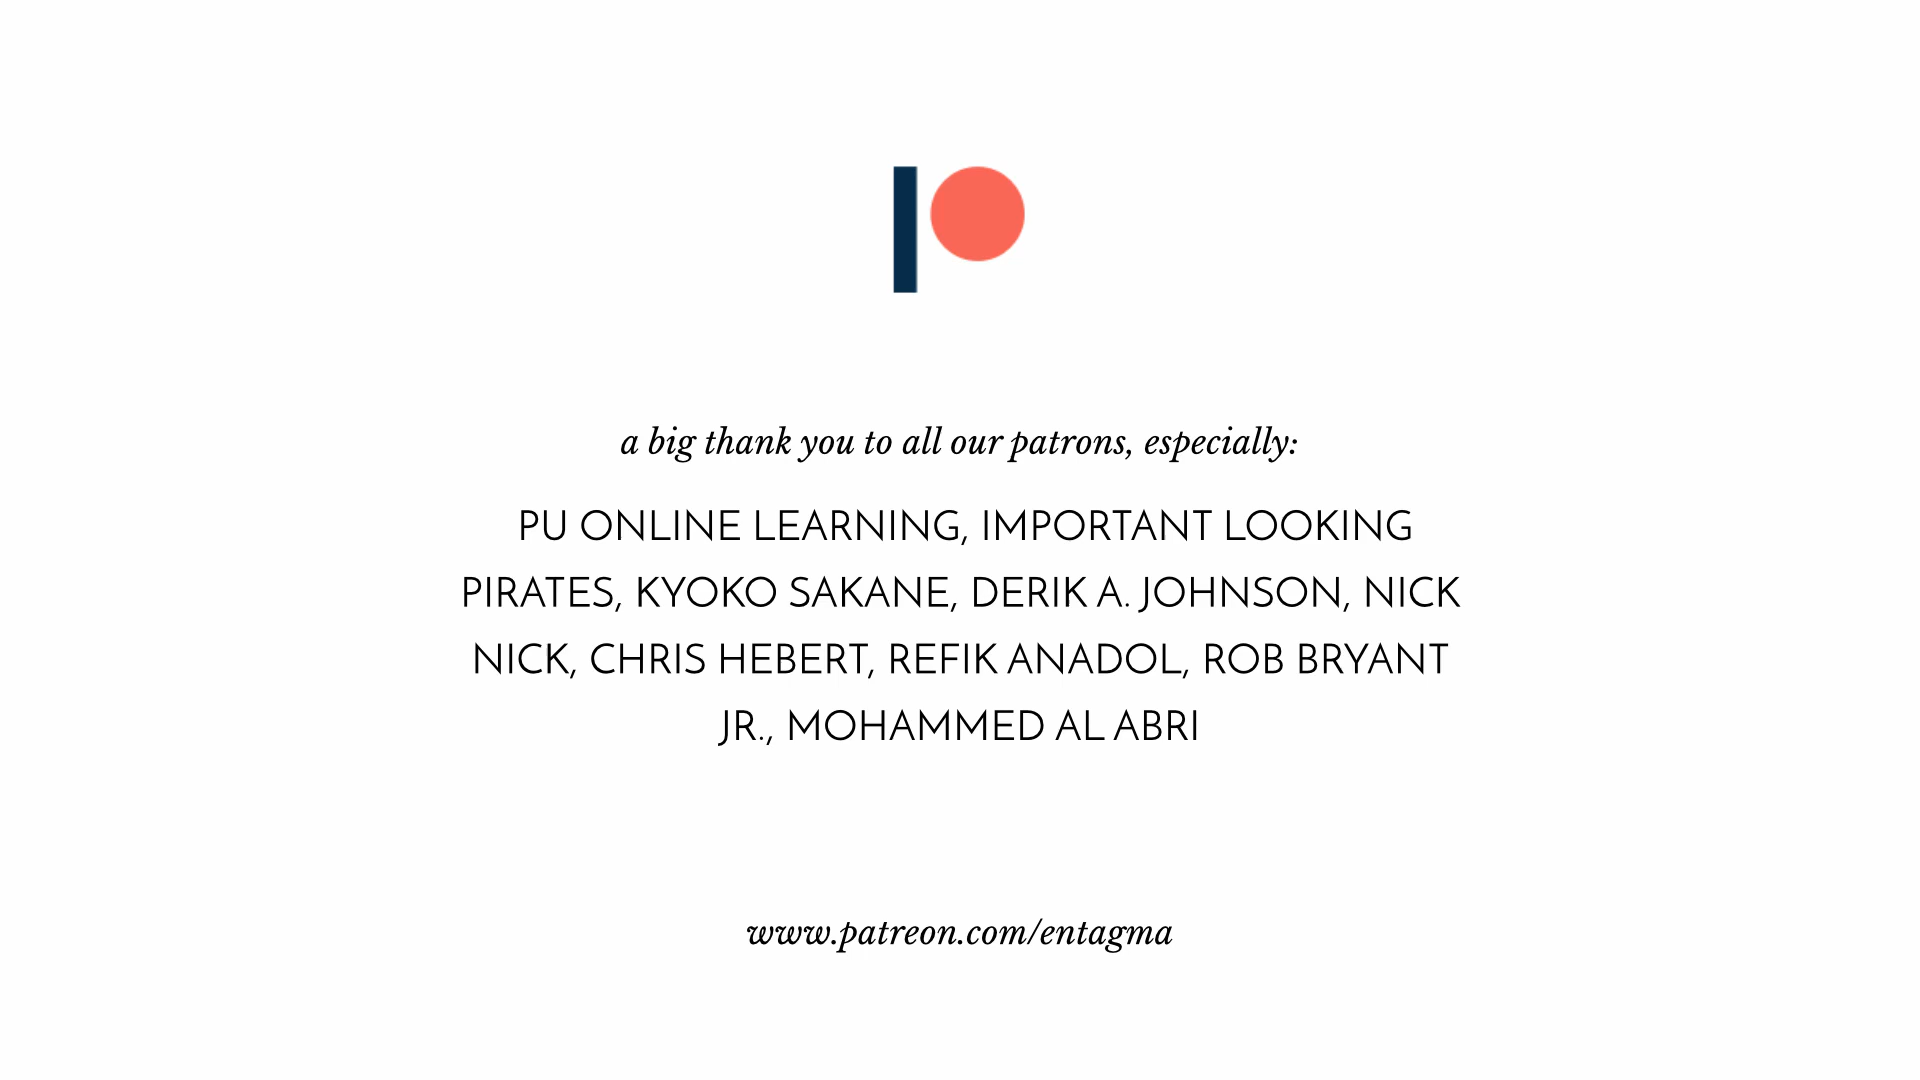 a big thank you to all our patrons, especially:
PU ONLINE LEARNING, IMPORTANT LOOKING
PIRATES, KYOKO SAKANE, DERIK A. JOHNSON, NICK
NICK, CHRIS HEBERT, REFIK ANADOL, ROB BRYANT
JR., MOHAMMED AL ABRI
www.patreon.com/entagma